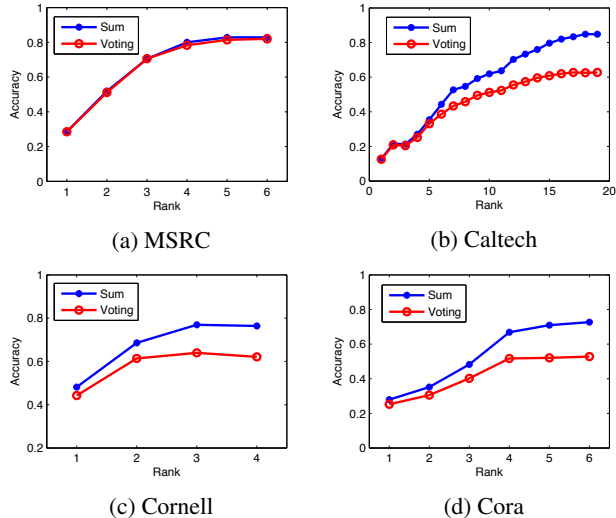 1
0.8
0.6
0.4
0.2
0
Accuracy
Sum
Voting
1 2 3 4 5 6
Rank
(a) MSRC
1
0.8
0.6
0.4
0.2
0
Accuracy
Sum
Voting
0 5 10 15 20
Rank
(b) Caltech
1
0.8
0.6
0.4
0.2
Accuracy
Sum
Voting
1 2 3 4
Rank
(c) Cornell
1
0.8
0.6
0.4
0.2
0
Accuracy
Sum
Voting
1 2 3 4 5 6
Rank
(d) Cora